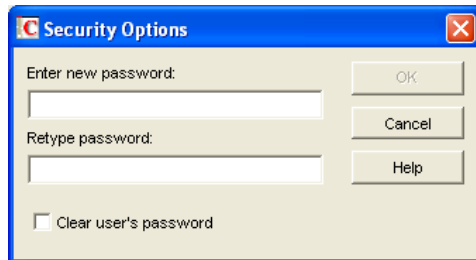 C Security Options
Enter new password:
OK
Retype password:
Cancel
Help
Clear user's password